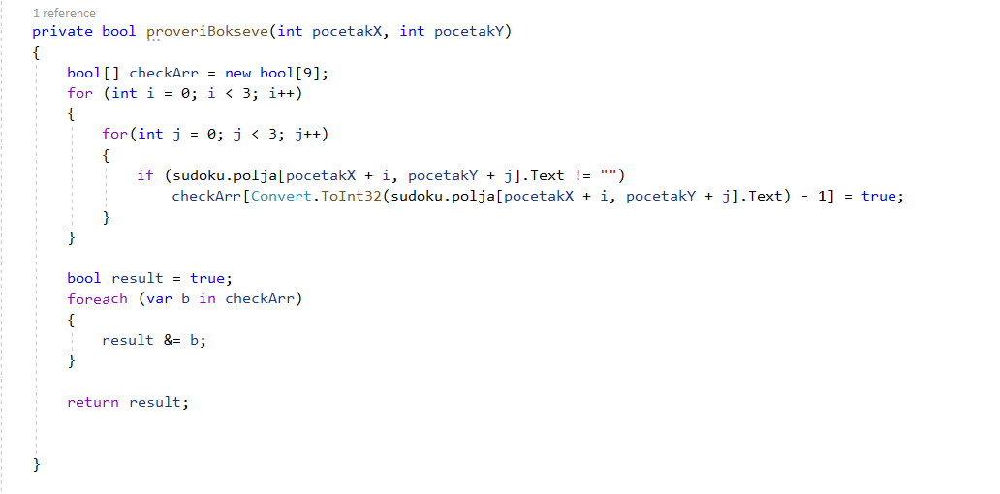 1 reference
private bool proveriBokseve(int pocetakX, int pocetakY)
{
    bool[] checkArr = new bool[9];
    for (int i = 0; i < 3; i++)
    {
        for(int j = 0; j < 3; j++)
        {
            if (sudoku.polja[pocetakX + i, pocetakY + j].Text != "")
                checkArr[Convert.ToInt32(sudoku.polja[pocetakX + i, pocetakY + j].Text) - 1] = true;
        }
    }

    bool result = true;
    foreach (var b in checkArr)
    {
        result &= b;
    }

    return result;


}